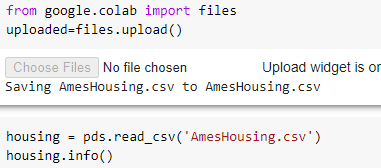 from google.colab import files
uploaded=files.upload()
Choose Files No file chosen Upload widget is
Saving AmesHousing.csv to AmesHousing.csv
housing = pds.read_csv('AmesHousing.csv')
housing.info()